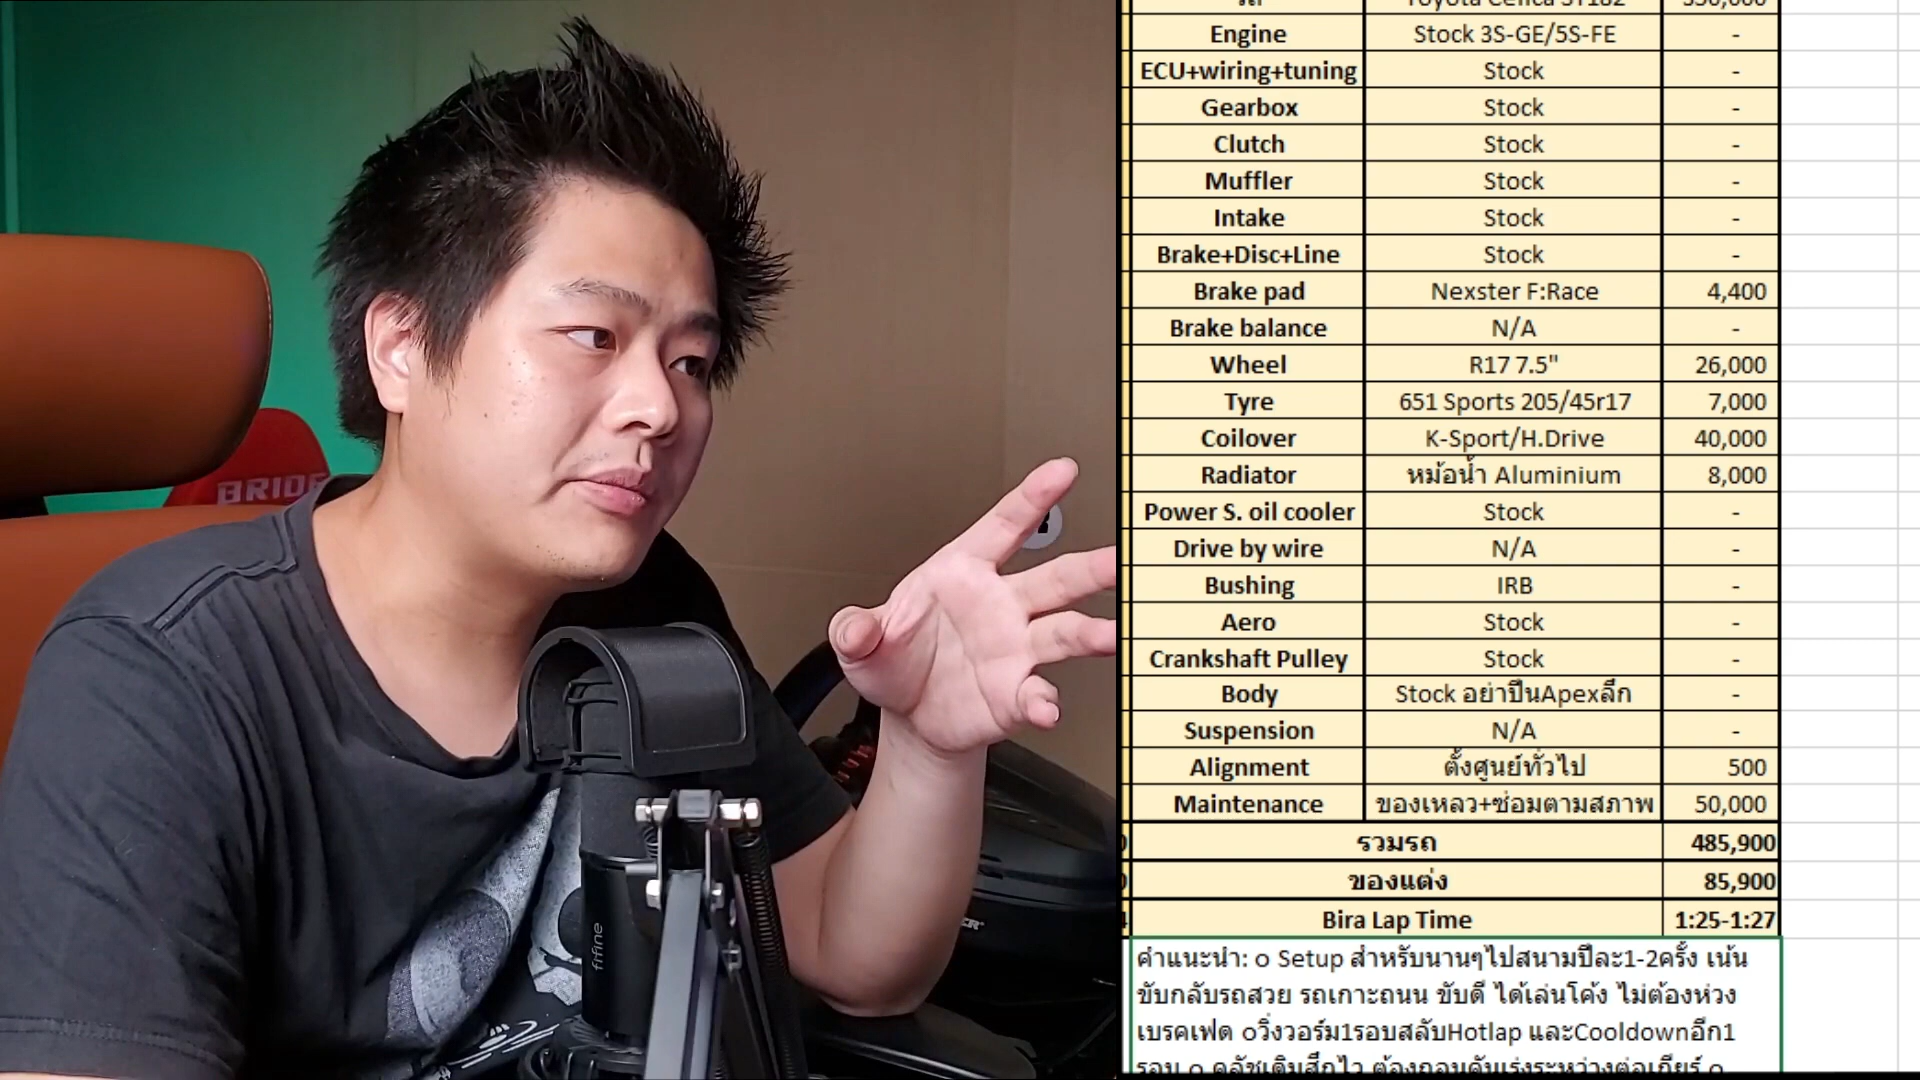 Engine Stock 3S-GE/5S-FE -
ECU+wiring+tuning Stock -
Gearbox Stock -
Clutch Stock -
Muffler Stock -
Intake Stock -
Brake+Disc+Line Stock -
Brake pad Nexster F:Race 4,400
Brake balance N/A -
Wheel R17 7.5" 26,000
Tyre 651 Sports 205/45r17 7,000
Coilover K-Sport/H.Drive 40,000
Radiator หม้อน้ำ Aluminium 8,000
Power S. oil cooler Stock -
Drive by wire N/A -
Bushing IRB -
Aero Stock -
Crankshaft Pulley Stock -
Body Stock อย่าปีนApexลึก -
Suspension N/A -
Alignment ตั้งศูนย์ทั่วไป 500
Maintenance ของเหลว+ซ่อมตามสภาพ 50,000
รวมรถ 485,900
ของแต่ง 85,900
Bira Lap Time 1:25-1:27
คำแนะนำ: o Setup สำหรับนานๆไปสนามปีละ1-2ครั้ง เน้น
ขับกลับรถสวย รถเกาะถนน ขับดี ได้เล่นโค้ง ไม่ต้องห่วง
เบรคเฟด oวิ่งวอร์ม1รอบสลับHotlap และCooldownอีก1
BRIDE
fifine